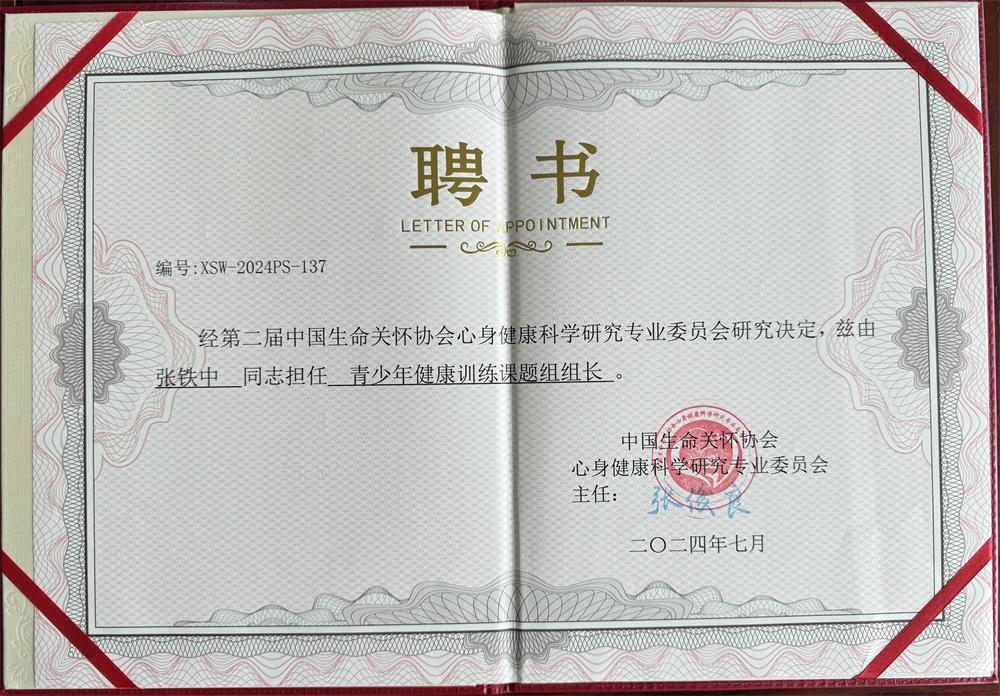 聘书
LETTER OF APPOINTMENT
编号:XSW-2024PS-137
经第二届中国生命关怀协会心身健康科学研究专业委员会研究决定，兹由
张铁中 同志担任 青少年健康训练课题组组长 。
中国生命关怀协会
心身健康科学研究专业委员会
主任： 张俊良
二〇二四年七月